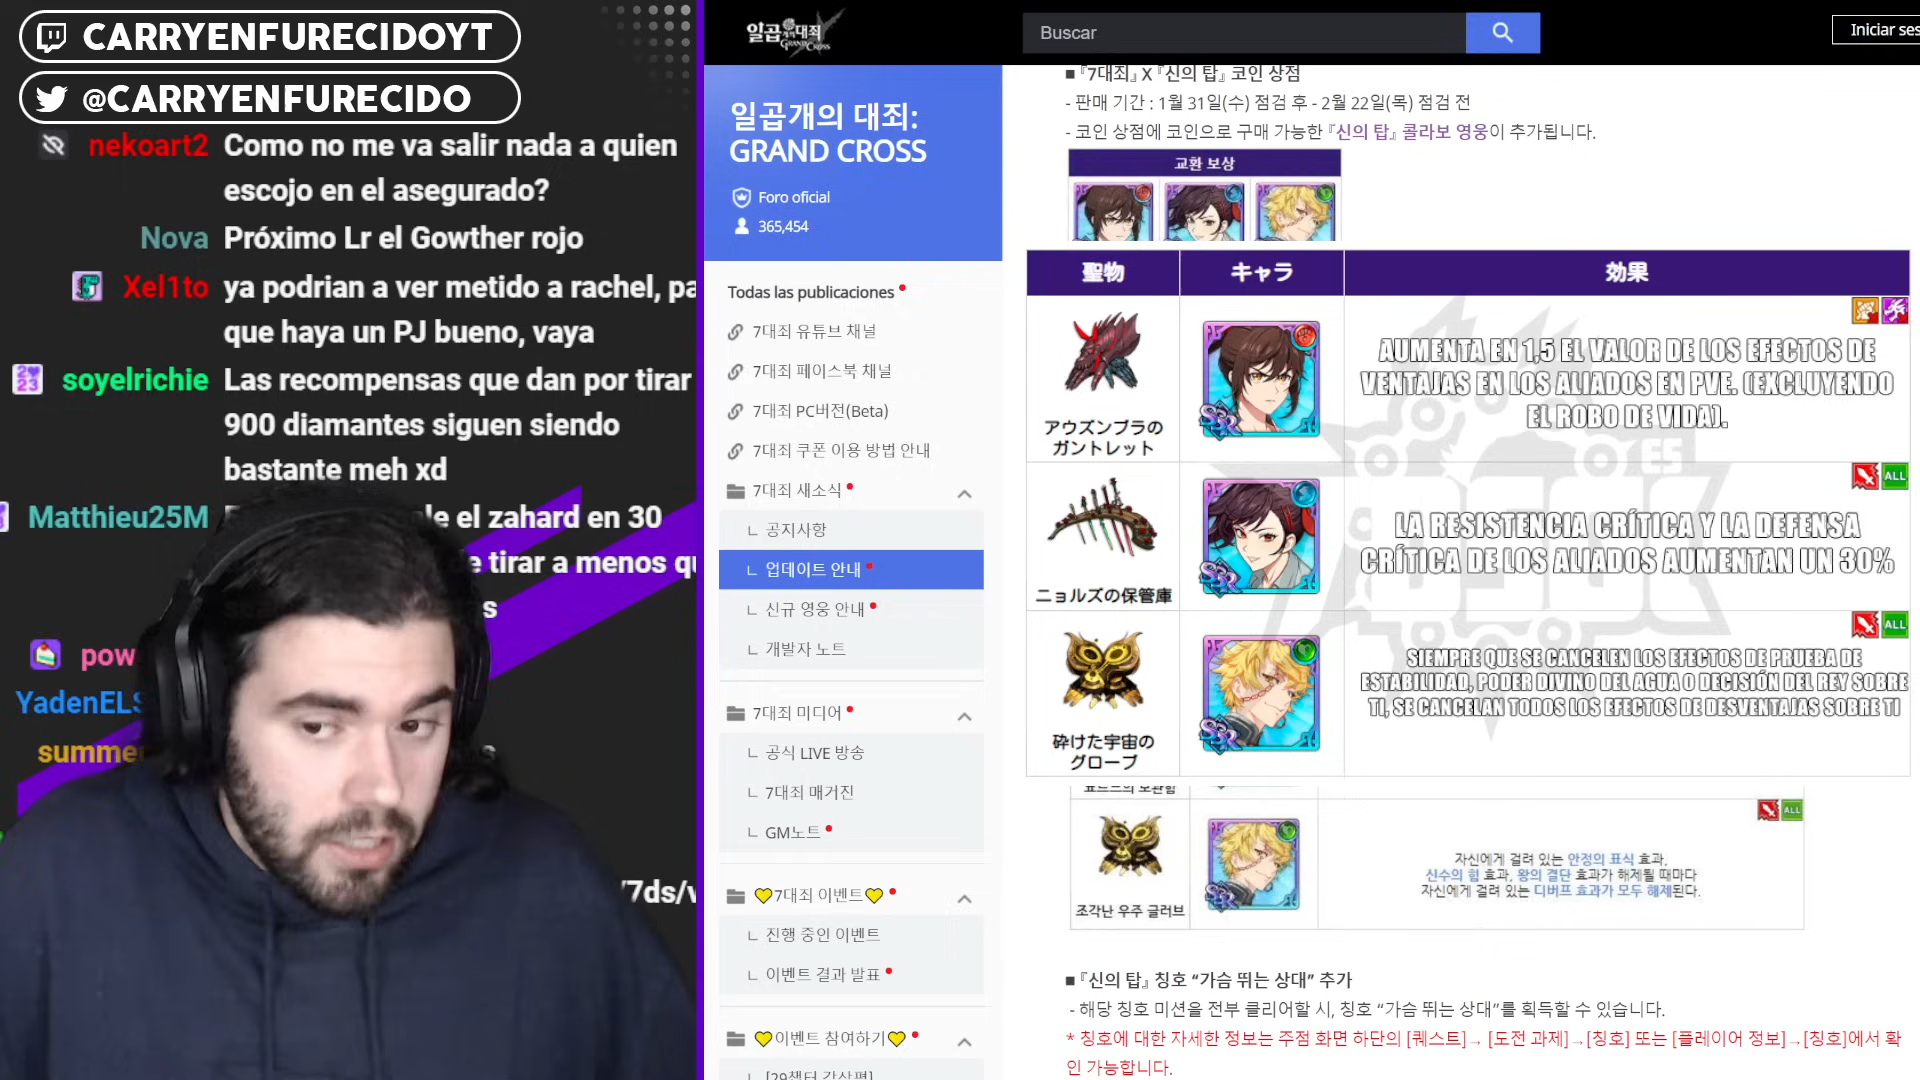 CARRYENFURECIDOYT
@CARRYENFURECIDO
nekoart2 Como no me va salir nada a quien
escojo en el asegurado?
Nova Próximo Lr el Gowther rojo
Xel1to ya podrian a ver metido a rachel, pa
que haya un PJ bueno, vaya
soyelrichie Las recompensas que dan por tirar
900 diamantes siguen siendo
bastante meh xd
Matthieu25M le el zahard en 30
de tirar a menos qu
s
pow
YadenELS
summe
/7ds/v
일곱개의 대죄
GRAND CROSS
Buscar
Iniciar ses
일곱개의 대죄:
GRAND CROSS
Foro oficial
365,454
Todas las publicaciones
7대죄 유튜브 채널
7대죄 페이스북 채널
7대죄 PC버전(Beta)
7대죄 쿠폰 이용 방법 안내
7대죄 새소식
ㄴ 공지사항
ㄴ 업데이트 안내
ㄴ 신규 영웅 안내
ㄴ 개발자 노트
7대죄 미디어
ㄴ 공식 LIVE 방송
ㄴ 7대죄 매거진
ㄴ GM노트
💛7대죄 이벤트💛
ㄴ 진행 중인 이벤트
ㄴ 이벤트 결과 발표
💛이벤트 참여하기💛
ㄴ [29챕터 감상평]
■『7대죄』X『신의 탑』코인 상점
- 판매 기간 : 1월 31일(수) 점검 후 - 2월 22일(목) 점검 전
- 코인 상점에 코인으로 구매 가능한『신의 탑』콜라보 영웅이 추가됩니다.
교환 보상
聖物 キャラ 効果
アウズンブラの
ガントレット
SSR
AUMENTA EN 1,5 EL VALOR DE LOS EFECTOS DE
VENTAJAS EN LOS ALIADOS EN PVE. (EXCLUYENDO
EL ROBO DE VIDA).
ニョルズの保管庫
SSR
ALL
LA RESISTENCIA CRÍTICA Y LA DEFENSA
CRÍTICA DE LOS ALIADOS AUMENTAN UN 30%
砕けた宇宙の
グローブ
SSR
ALL
SIEMPRE QUE SE CANCELEN LOS EFECTOS DE PRUEBA DE
ESTABILIDAD, PODER DIVINO DEL AGUA O DECISIÓN DEL REY SOBRE
TI, SE CANCELAN TODOS LOS EFECTOS DE DESVENTAJAS SOBRE TI
ES
조각난 우주 글러브
SSR
ALL
자신에게 걸려 있는 안정의 표식 효과,
신수의 힘 효과, 왕의 결단 효과가 해제될 때마다
자신에게 걸려 있는 디버프 효과가 모두 해제된다.
■『신의 탑』칭호 “가슴 뛰는 상대” 추가
- 해당 칭호 미션을 전부 클리어할 시, 칭호 “가슴 뛰는 상대”를 획득할 수 있습니다.
* 칭호에 대한 자세한 정보는 주점 화면 하단의 [퀘스트]→ [도전 과제]→[칭호] 또는 [플레이어 정보]→[칭호]에서 확
인 가능합니다.